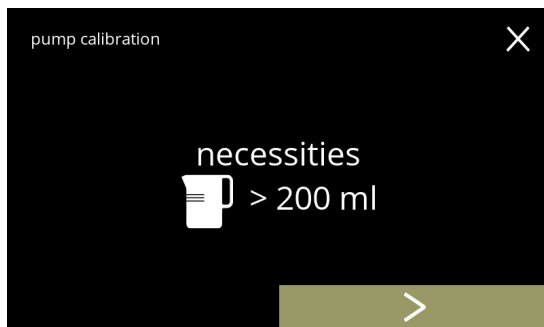 pump calibration
necessities
> 200 ml